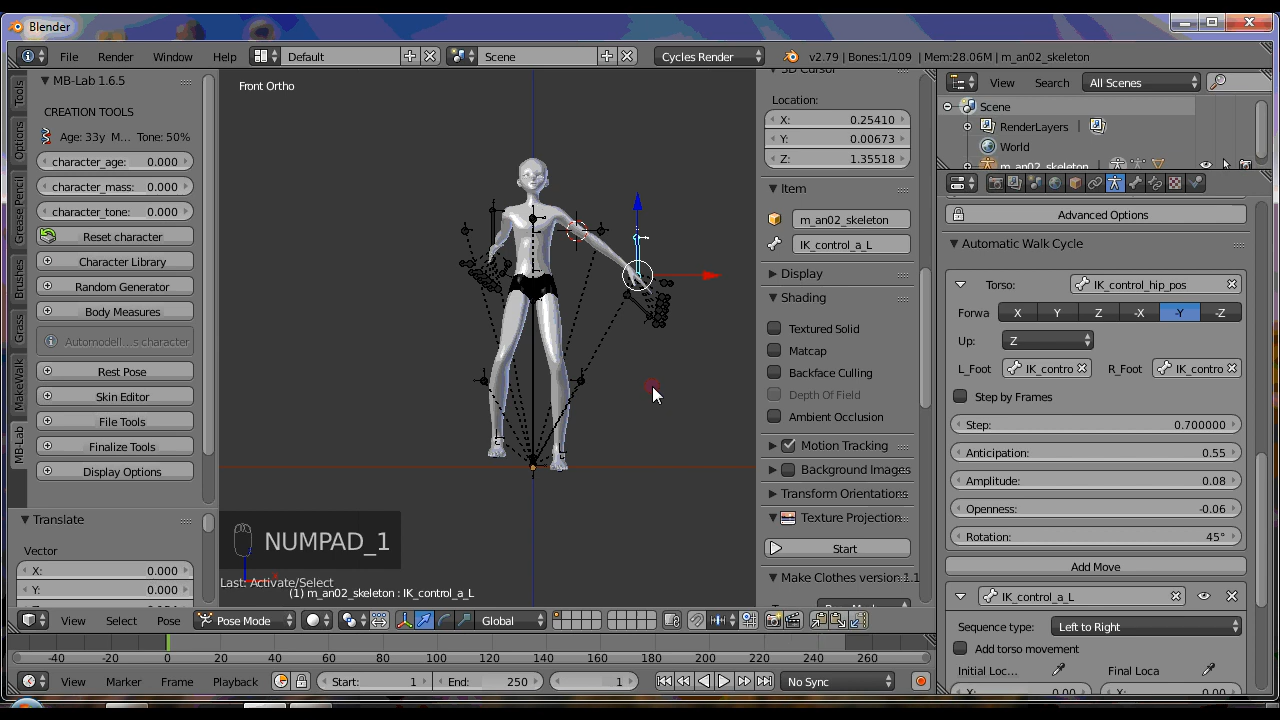 Blender
File Render Window Help Default Scene Cycles Render v2.79 | Bones:1/109 | Mem:28.06M | m_an02_skeleton
Tools
Options
Grease Pencil
Brushes
Grass
MakeWalk
MB-Lab
MB-Lab 1.6.5
CREATION TOOLS
Age: 33y M... Tone: 50%
character_age: 0.000
character_mass: 0.000
character_tone: 0.000
Reset character
Character Library
Random Generator
Body Measures
Automodell...s character
Rest Pose
Skin Editor
File Tools
Finalize Tools
Display Options
Translate
Vector
X: 0.000
Y: 0.000
Front Ortho
NUMPAD_1
Last: Activate/Select
(1) m_an02_skeleton : IK_control_a_L
View Select Pose Pose Mode Global
3D Cursor
Location:
X: 0.25410
Y: 0.00673
Z: 1.35518
Item
m_an02_skeleton
IK_control_a_L
Display
Shading
Textured Solid
Matcap
Backface Culling
Depth Of Field
Ambient Occlusion
Motion Tracking
Background Images
Transform Orientations
Texture Projection
Start
Make Clothes version:1.1
View Search All Scenes
Scene
RenderLayers
World
m_an02_skeleton
Advanced Options
Automatic Walk Cycle
Torso: IK_control_hip_pos
Forwa X Y Z -X -Y -Z
Up: Z
L_Foot IK_contro R_Foot IK_contro
Step by Frames
Step: 0.700000
Anticipation: 0.55
Amplitude: 0.08
Openness: -0.06
Rotation: 45°
Add Move
IK_control_a_L
Sequence type: Left to Right
Add torso movement
Initial Loc... Final Loca
X: 0.00 X: 0.00
-40 -20 0 20 40 60 80 100 120 140 160 180 200 220 240 260
View Marker Frame Playback Start: 1 End: 250 1 No Sync